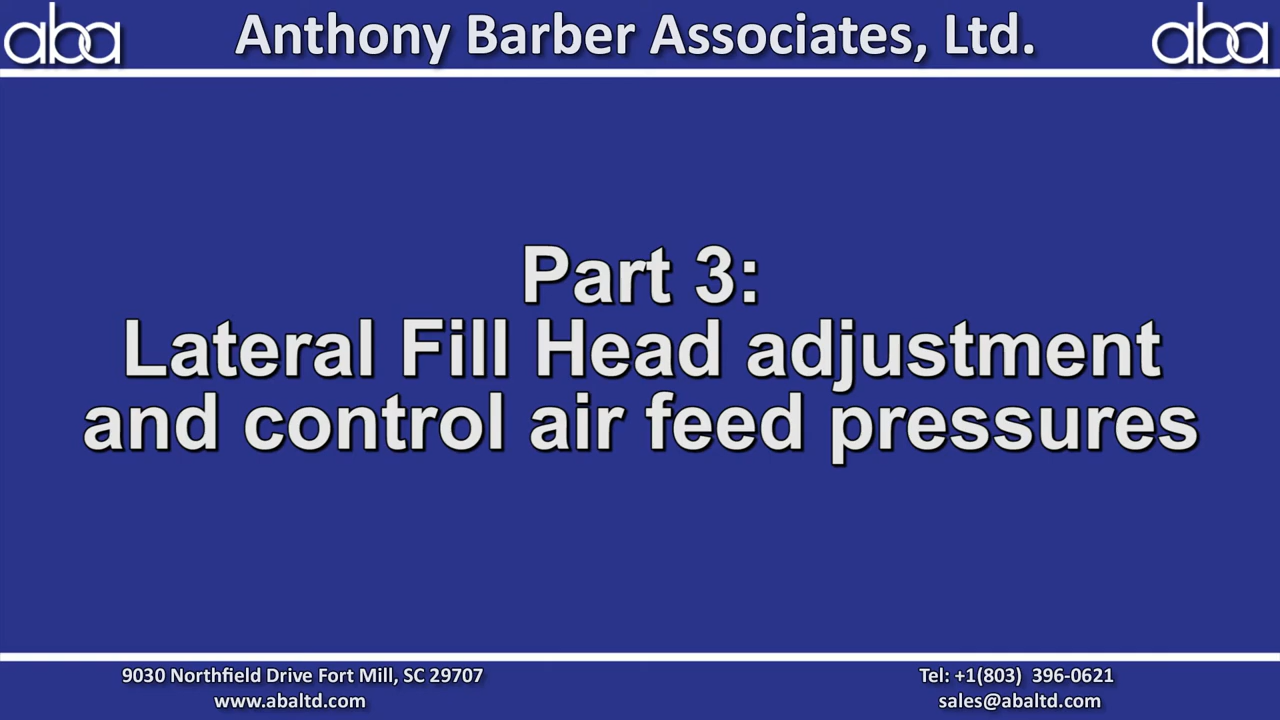 aba Anthony Barber Associates, Ltd. aba
Part 3:
Lateral Fill Head adjustment
and control air feed pressures
9030 Northfield Drive Fort Mill, SC 29707
www.abaltd.com
Tel: +1(803)  396-0621
sales@abaltd.com